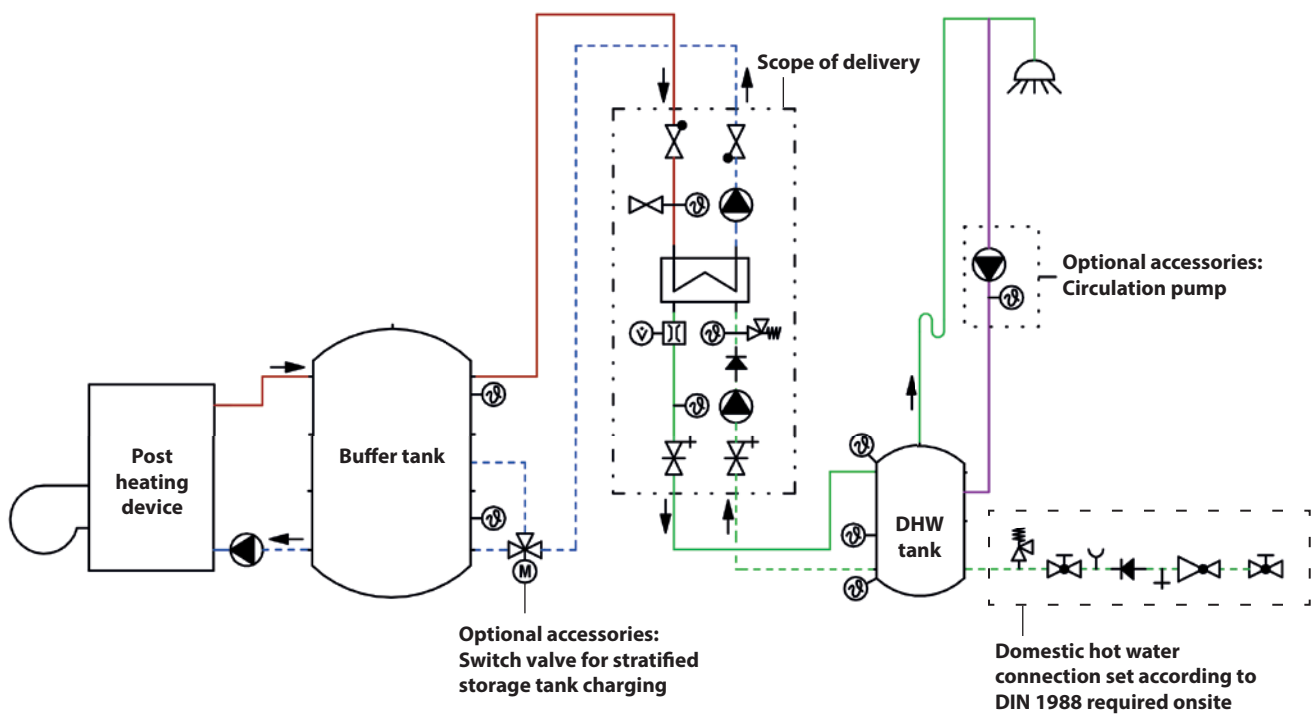 Scope of delivery
ϑ
ϑ
Optional accessories:
Circulation pump
V̇
ϑ
ϑ
ϑ
Post
heating
device
Buffer tank
ϑ
ϑ
M
ϑ
ϑ
ϑ
DHW
tank
Optional accessories:
Switch valve for stratified
storage tank charging
Domestic hot water
connection set according to
DIN 1988 required onsite